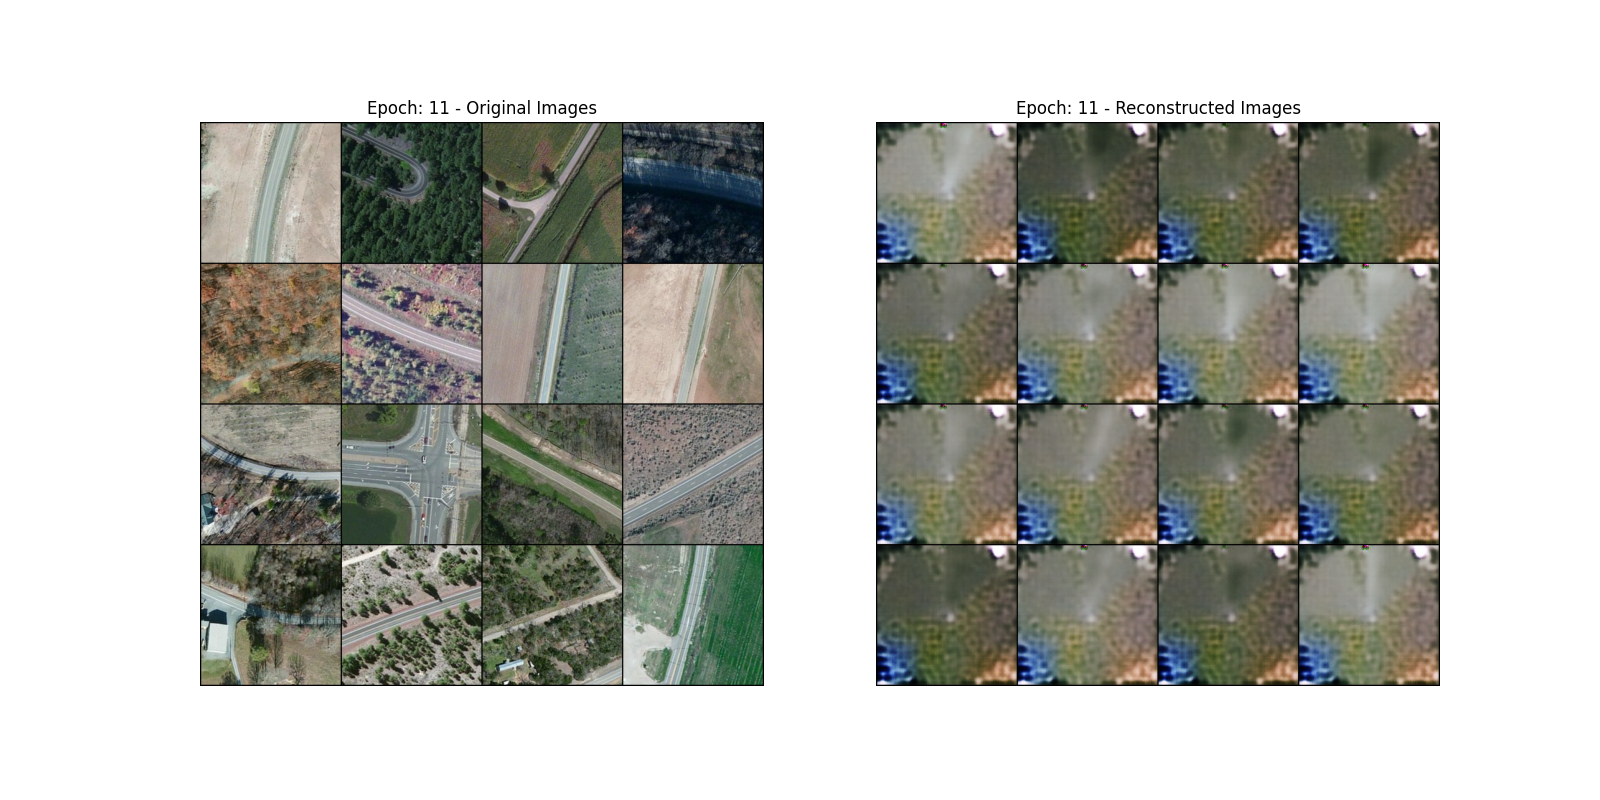 Epoch: 11 - Original Images
Epoch: 11 - Reconstructed Images